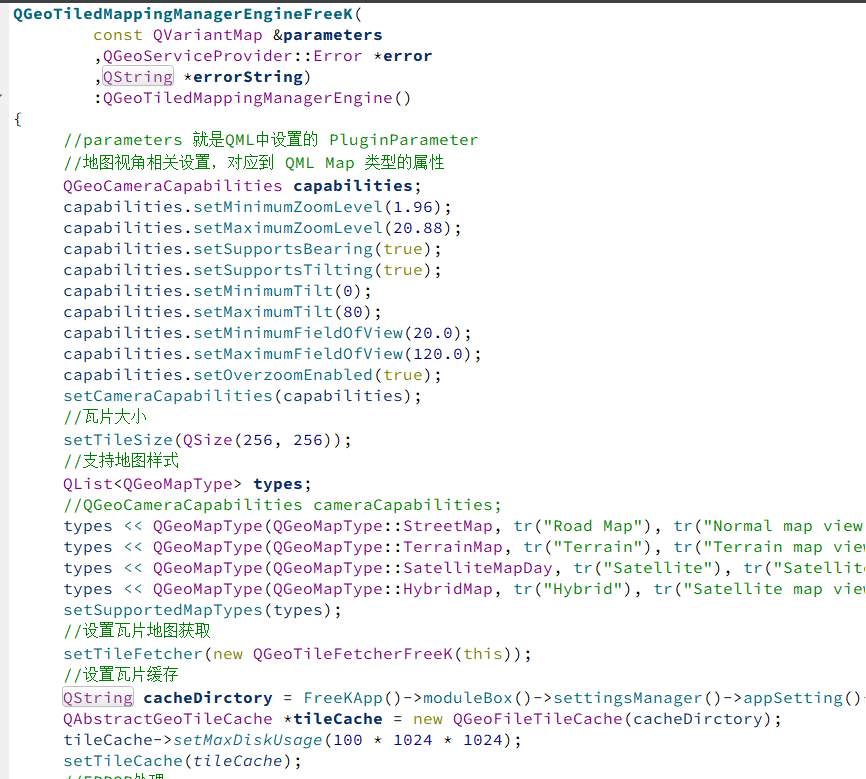 QGeoTiledMappingManagerEngineFreeK(
const QVariantMap &parameters
,QGeoServiceProvider::Error *error
,QString *errorString)
:QGeoTiledMappingManagerEngine()
{
//parameters 就是QML中设置的 PluginParameter
//地图视角相关设置，对应到 QML Map 类型的属性
QGeoCameraCapabilities capabilities;
capabilities.setMinimumZoomLevel(1.96);
capabilities.setMaximumZoomLevel(20.88);
capabilities.setSupportsBearing(true);
capabilities.setSupportsTilting(true);
capabilities.setMinimumTilt(0);
capabilities.setMaximumTilt(80);
capabilities.setMinimumFieldOfView(20.0);
capabilities.setMaximumFieldOfView(120.0);
capabilities.setOverzoomEnabled(true);
setCameraCapabilities(capabilities);
//瓦片大小
setTileSize(QSize(256, 256));
//支持地图样式
QList<QGeoMapType> types;
//QGeoCameraCapabilities cameraCapabilities;
types << QGeoMapType(QGeoMapType::StreetMap, tr("Road Map"), tr("Normal map view
types << QGeoMapType(QGeoMapType::TerrainMap, tr("Terrain"), tr("Terrain map view
types << QGeoMapType(QGeoMapType::SatelliteMapDay, tr("Satellite"), tr("Satellit
types << QGeoMapType(QGeoMapType::HybridMap, tr("Hybrid"), tr("Satellite map view
setSupportedMapTypes(types);
//设置瓦片地图获取
setTileFetcher(new QGeoTileFetcherFreeK(this));
//设置瓦片缓存
QString cacheDirctory = FreeKApp()->moduleBox()->settingsManager()->appSetting()
QAbstractGeoTileCache *tileCache = new QGeoFileTileCache(cacheDirctory);
tileCache->setMaxDiskUsage(100 * 1024 * 1024);
setTileCache(tileCache);
//ERROR处理